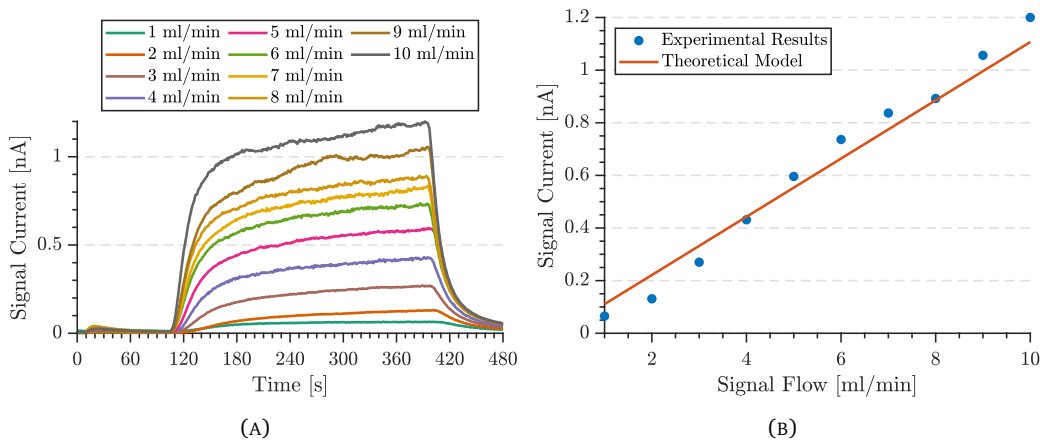 1 ml/min 5 ml/min 9 ml/min
2 ml/min 6 ml/min 10 ml/min
3 ml/min 7 ml/min
4 ml/min 8 ml/min
Signal Current [nA]
1
0.5
0
0 60 120 180 240 300 360 420 480
Time [s]
(A)
Experimental Results
Theoretical Model
Signal Current [nA]
1.2
1
0.8
0.6
0.4
0.2
0
2 4 6 8 10
Signal Flow [ml/min]
(B)